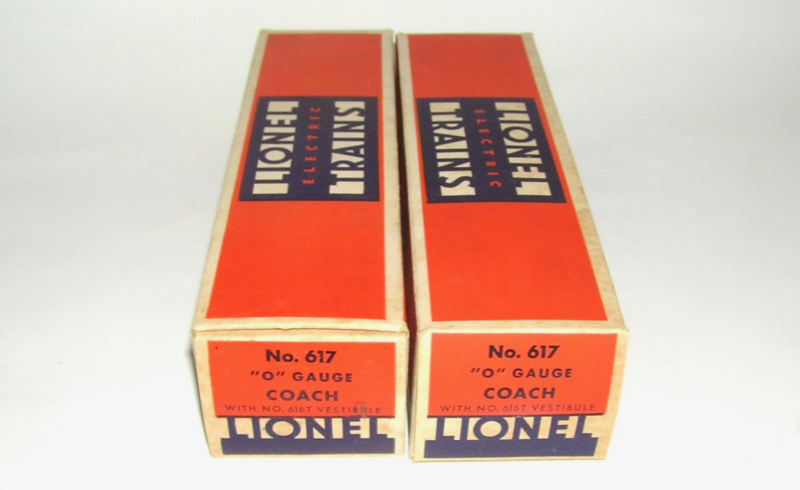 LIONEL
ELECTRIC
TRAINS
LIONEL
ELECTRIC
TRAINS
No. 617
"O" GAUGE
COACH
WITH NO. 616T VESTIBULE
LIONEL
No. 617
"O" GAUGE
COACH
WITH NO. 616T VESTIBULE
LIONEL